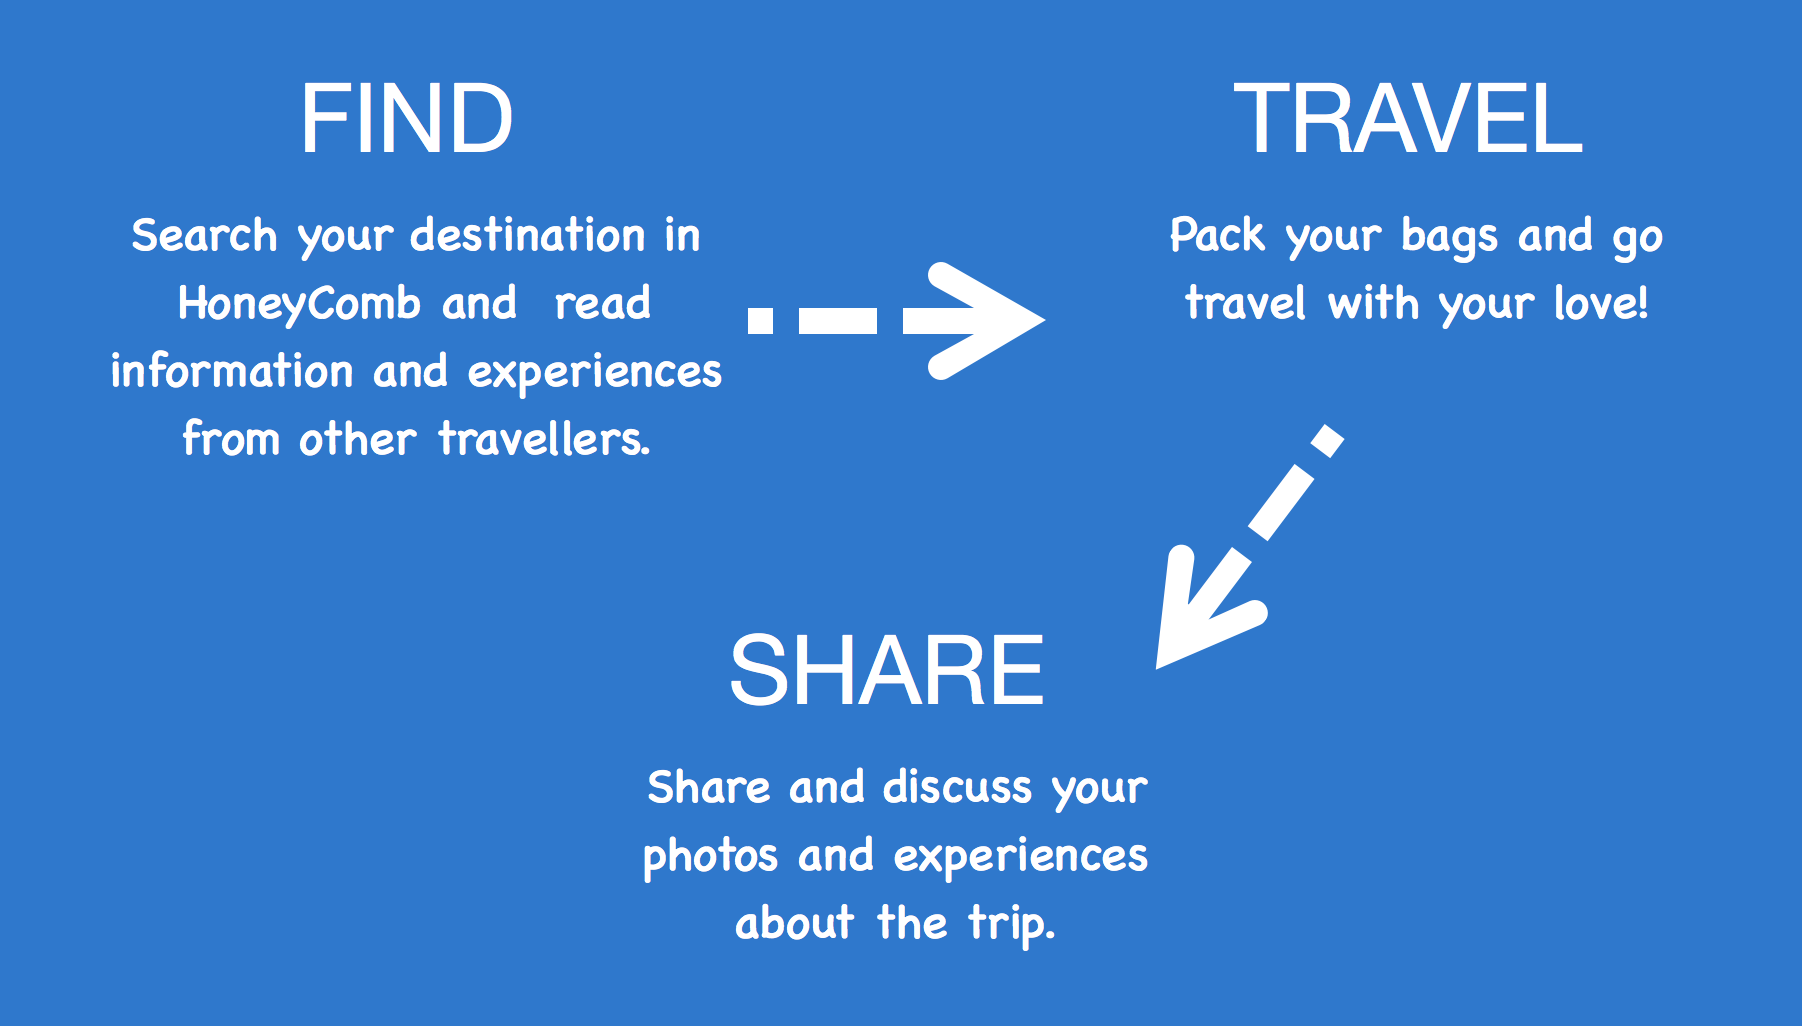 FIND
Search your destination in
HoneyComb and  read
information and experiences
from other travellers.
TRAVEL
Pack your bags and go
travel with your love!
SHARE
Share and discuss your
photos and experiences
about the trip.